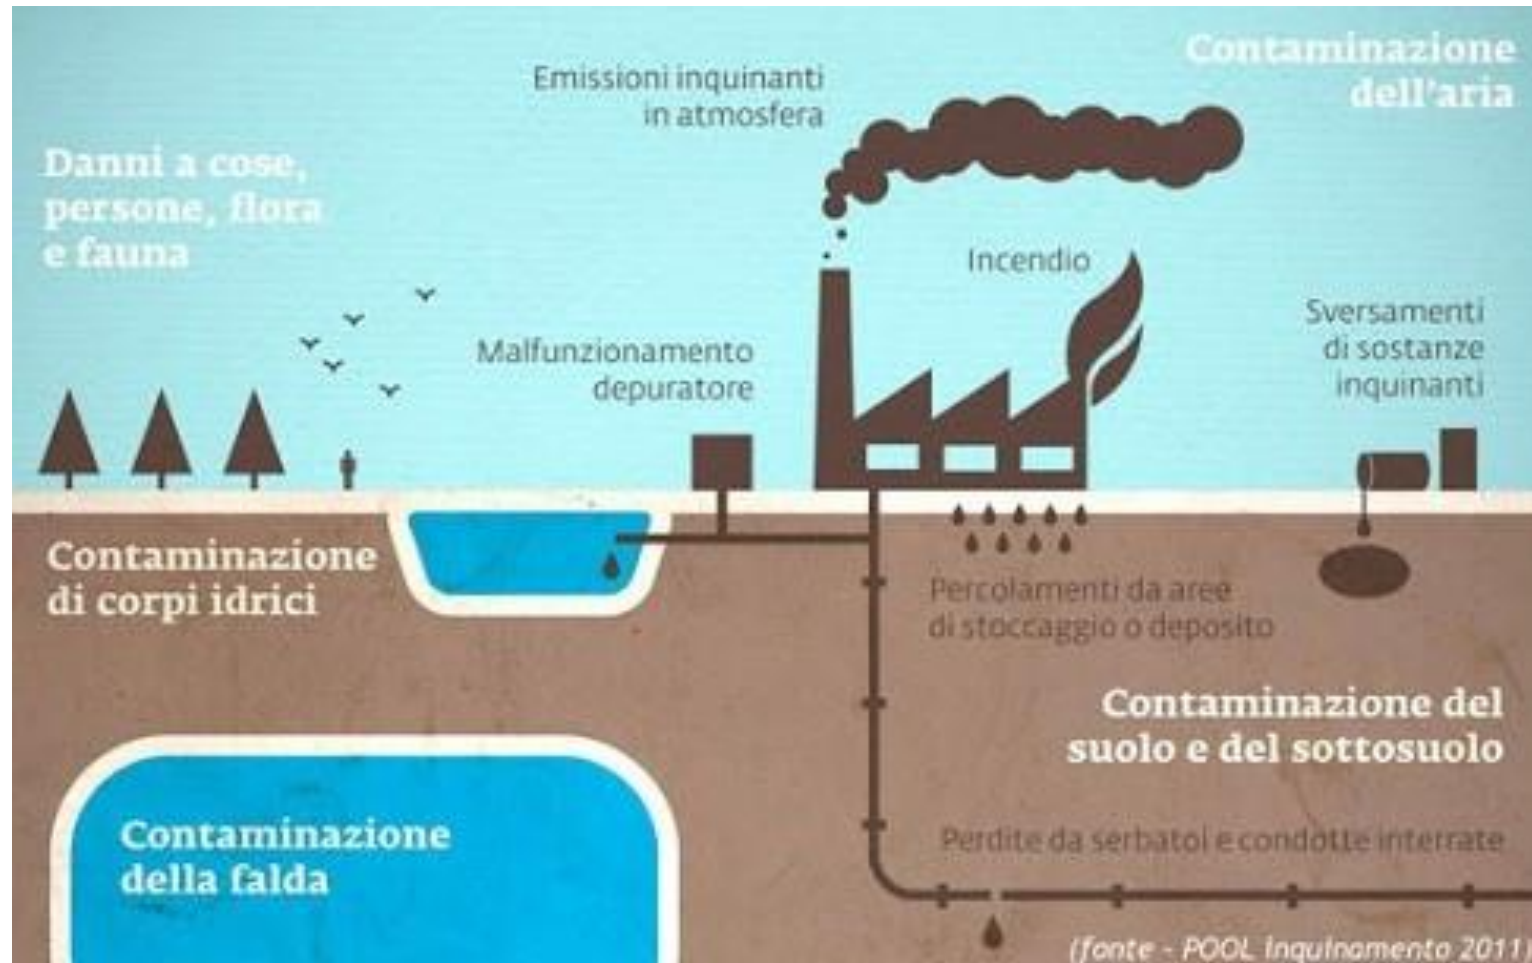 Contaminazione
dell'aria
Emissioni inquinanti
in atmosfera
Danni a cose,
persone, flora
e fauna
Incendio
Sversamenti
di sostanze
inquinanti
Malfunzionamento
depuratore
Contaminazione
di corpi idrici
Percolamenti da aree
di stoccaggio o deposito
Contaminazione del
suolo e del sottosuolo
Contaminazione
della falda
Perdite da serbatoi e condotte interrate
(fonte - POOL inquinamento 2011)